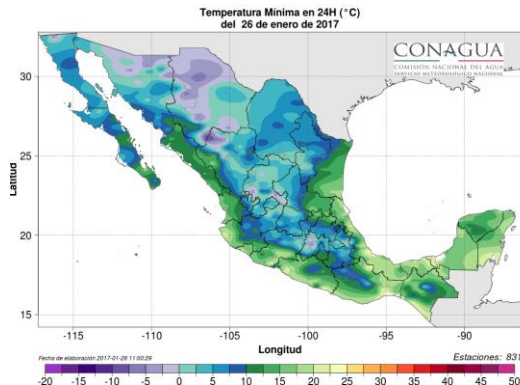 Temperatura Mínima en 24H (°C)
del 26 de enero de 2017
CONAGUA
COMISIÓN NACIONAL DEL AGUA
SERVICIO METEOROLÓGICO NACIONAL
30
25
20
15
Latitud
-115 -110 -105 -100 -95 -90
Longitud
Fecha de elaboración 2017-01-26 11:00:29
Estaciones: 831
-20 -15 -10 -5 0 5 10 15 20 25 30 35 40 45